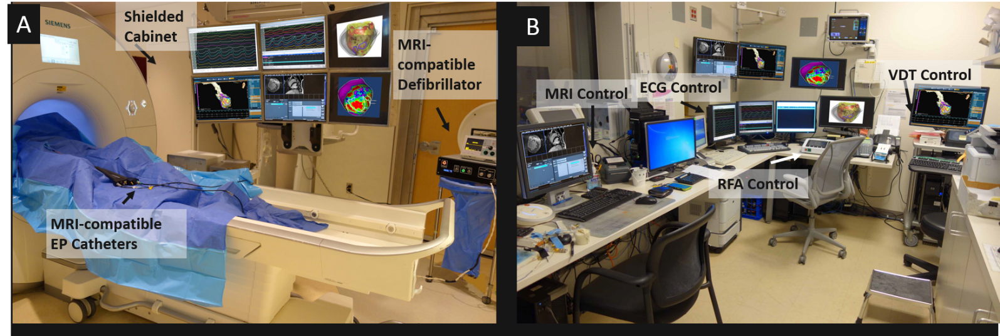 A
SIEMENS
Shielded
Cabinet
MRI-
compatible
Defibrillator
MRI-compatible
EP Catheters
B
MRI Control
ECG Control
VDT Control
RFA Control